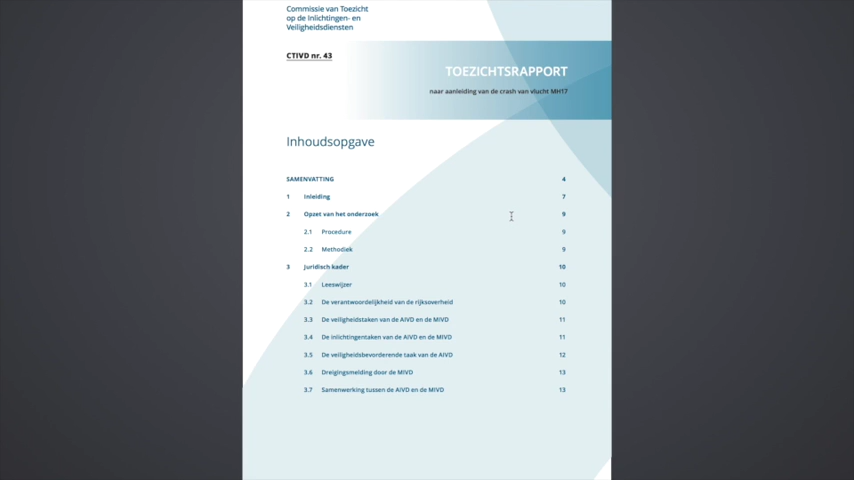 Commissie van Toezicht
op de Inlichtingen- en
Veiligheidsdiensten
CTIVD nr. 43
TOEZICHTSRAPPORT
naar aanleiding van de crash van vlucht MH17
Inhoudsopgave
SAMENVATTING 4
1 Inleiding 7
2 Opzet van het onderzoek 9
2.1 Procedure 9
2.2 Methodiek 9
3 Juridisch kader 10
3.1 Leeswijzer 10
3.2 De verantwoordelijkheid van de rijksoverheid 10
3.3 De veiligheidstaken van de AIVD en de MIVD 11
3.4 De inlichtingentaken van de AIVD en de MIVD 11
3.5 De veiligheidsbevorderende taak van de AIVD 12
3.6 Dreigingsmelding door de MIVD 13
3.7 Samenwerking tussen de AIVD en de MIVD 13